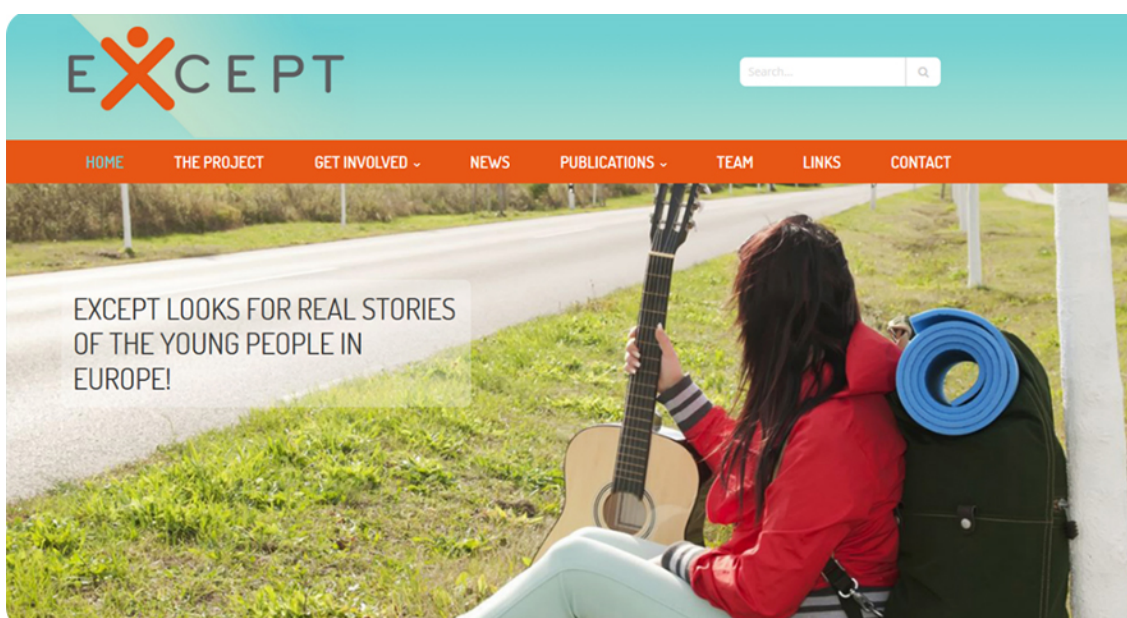 EXCEPT
Search...
HOME THE PROJECT GET INVOLVED NEWS PUBLICATIONS TEAM LINKS CONTACT
EXCEPT LOOKS FOR REAL STORIES
OF THE YOUNG PEOPLE IN
EUROPE!